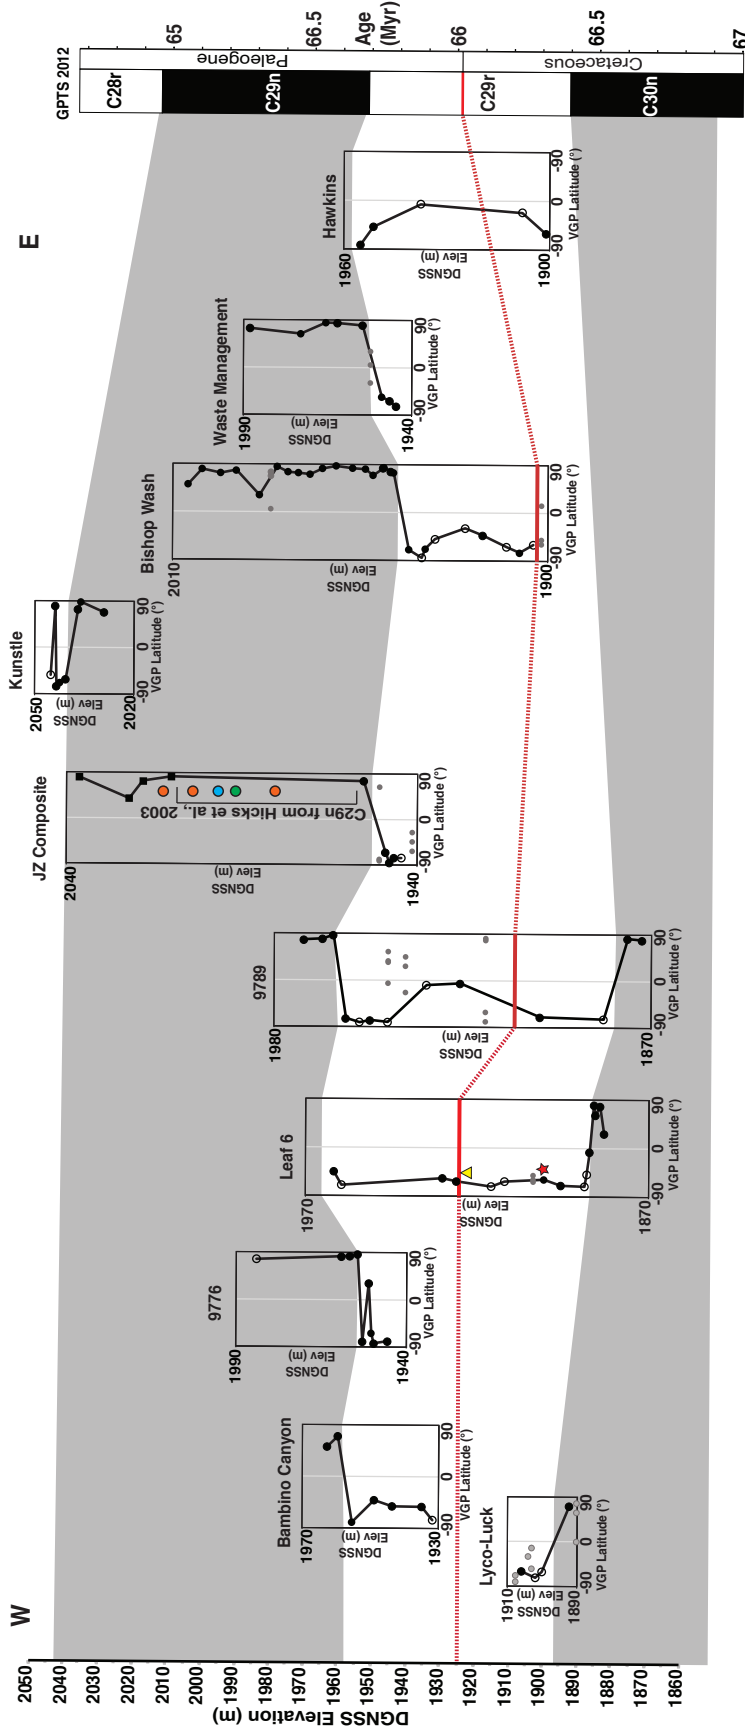 W
E
DGNSS Elevation (m)
2050
2040
2030
2020
2010
2000
1990
1980
1970
1960
1950
1940
1930
1920
1910
1900
1890
1880
1870
1860
Lyco-Luck
1910
DGNSS
Elev (m)
1890
-90 0 90
VGP Latitude (°)
Bambino Canyon
1970
DGNSS
Elev (m)
1930
-90 0 90
VGP Latitude (°)
9776
1990
DGNSS
Elev (m)
1940
-90 0 90
VGP Latitude (°)
Leaf 6
1970
DGNSS
Elev (m)
1870
-90 0 90
VGP Latitude (°)
9789
1980
DGNSS
Elev (m)
1870
-90 0 90
VGP Latitude (°)
JZ Composite
2040
DGNSS
Elev (m)
C29n from Hicks et al., 2003
1940
-90 0 90
VGP Latitude (°)
Kunstle
2050
DGNSS
Elev (m)
2020
-90 0 90
VGP Latitude (°)
Bishop Wash
2010
DGNSS
Elev (m)
1900
-90 0 90
VGP Latitude (°)
Waste Management
1990
DGNSS
Elev (m)
1940
-90 0 90
VGP Latitude (°)
Hawkins
1960
DGNSS
Elev (m)
1900
-90 0 -90
VGP Latitude (°)
GPTS 2012
C28r
C29n
C29r
C30n
Paleogene
Cretaceous
65
66.5
Age
(Myr)
66
66.5
67